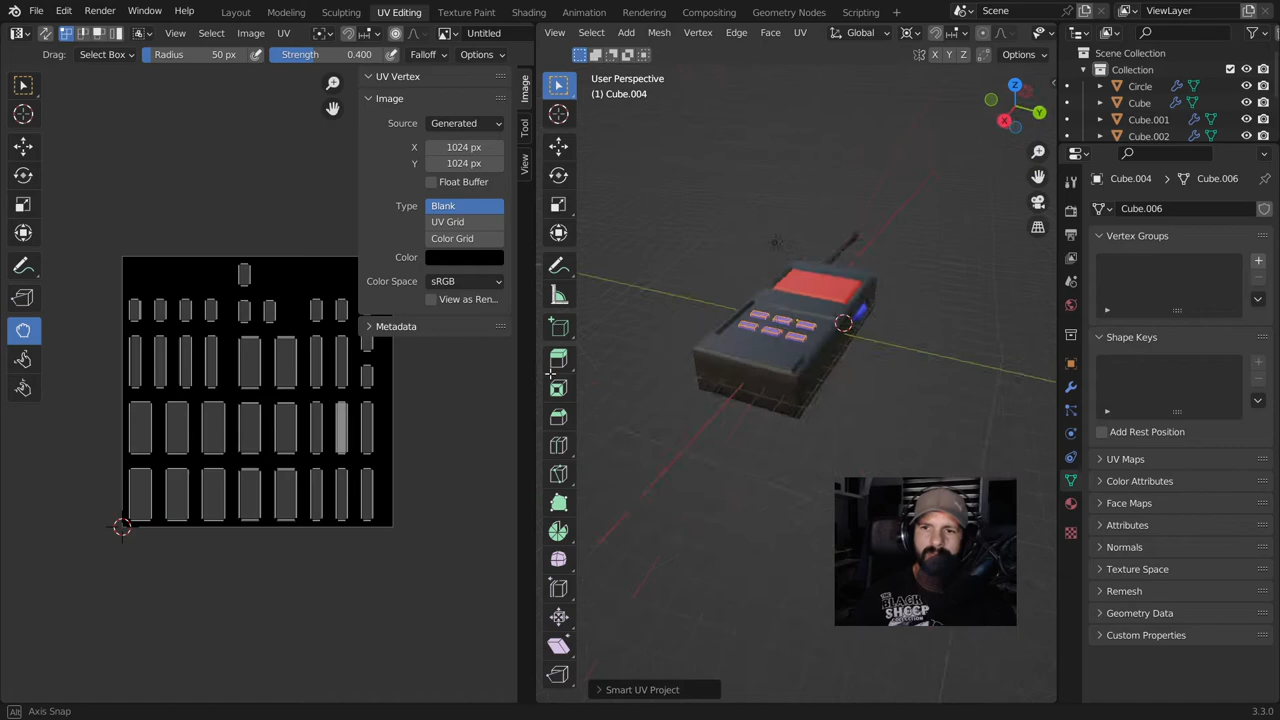 File Edit Render Window Help Layout Modeling Sculpting UV Editing Texture Paint Shading Animation Rendering Compositing Geometry Nodes Scripting Scene ViewLayer
View Select Image UV Untitled View Select Add Mesh Vertex Edge Face UV Global
Drag: Select Box Radius 50 px Strength 0.400 Falloff Options X Y Z Options
Scene Collection
Collection
Circle
Cube
Cube.001
Cube.002
UV Vertex
Image
Source Generated
X 1024 px
Y 1024 px
Float Buffer
Type Blank
UV Grid
Color Grid
Color
Color Space sRGB
View as Ren...
Metadata
Image
Tool
View
User Perspective
(1) Cube.004
X
Y
Z
Cube.004 Cube.006
Cube.006
Vertex Groups
Shape Keys
Add Rest Position
UV Maps
Color Attributes
Face Maps
Attributes
Normals
Texture Space
Remesh
Geometry Data
Custom Properties
THE
BLACK
SHEEP
COLLECTION
Smart UV Project
Alt Axis Snap 3.3.0